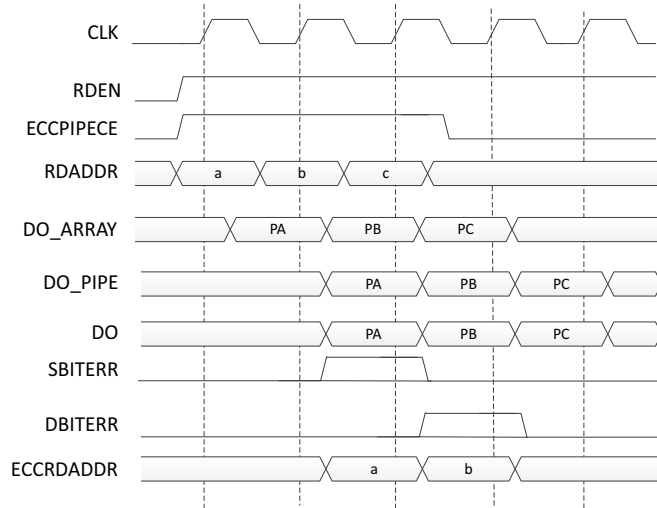 CLK
RDEN
ECCPIPECE
RDADDR a b c
DO_ARRAY PA PB PC
DO_PIPE PA PB PC
DO PA PB PC
SBITERR
DBITERR
ECCRDADDR a b